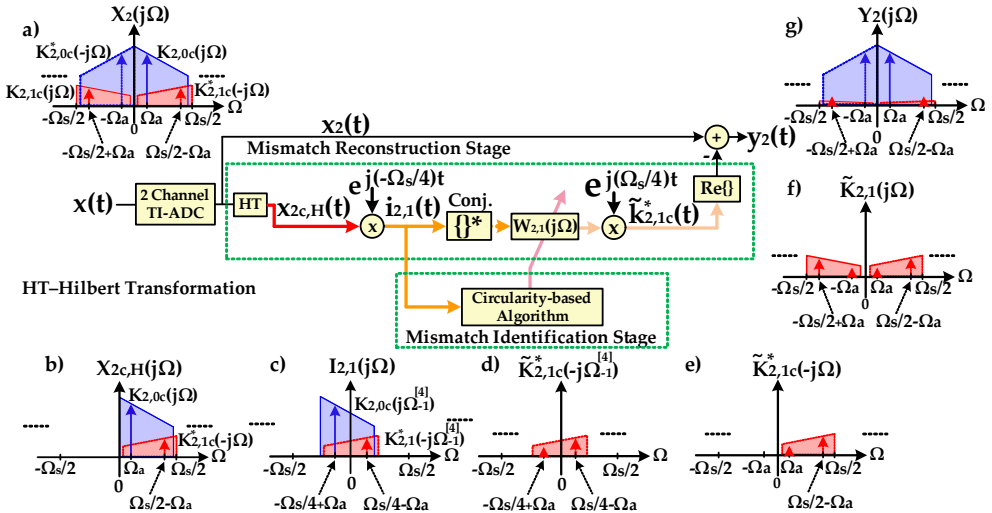 a)
X₂(jΩ)
K*₂,₀c(-jΩ)
K₂,₀c(jΩ)
K₂,₁c(jΩ)
K*₂,₁c(-jΩ)
Ω
-Ωs/2
-Ωa
0
Ωa
Ωs/2
-Ωs/2+Ωa
Ωs/2-Ωa
g)
Y₂(jΩ)
Ω
-Ωs/2
-Ωa
0
Ωa
Ωs/2
-Ωs/2+Ωa
Ωs/2-Ωa
x₂(t)
+
-
y₂(t)
Mismatch Reconstruction Stage
x(t)
2 Channel
TI-ADC
HT
x₂c,H(t)
e^j(-Ωs/4)t
x
i₂,₁(t)
Conj.
{}*
W₂,₁(jΩ)
e^j(Ωs/4)t
x
K̃*₂,₁c(t)
Re{}
Circularity-based
Algorithm
Mismatch Identification Stage
HT–Hilbert Transformation
f)
K̃₂,₁(jΩ)
Ω
-Ωs/2
-Ωa
0
Ωa
Ωs/2
-Ωs/2+Ωa
Ωs/2-Ωa
b)
X₂c,H(jΩ)
K₂,₀c(jΩ)
K*₂,₁c(-jΩ)
Ω
-Ωs/2
Ωa
Ωs/2
0
Ωs/2-Ωa
c)
I₂,₁(jΩ)
K₂,₀c(jΩ₋₁^[4])
K*₂,₁(-jΩ₋₁^[4])
Ω
-Ωs/2
Ωs/2
0
-Ωs/4+Ωa
Ωs/4-Ωa
d)
K̃*₂,₁c(-jΩ₋₁^[4])
Ω
-Ωs/2
Ωs/2
0
-Ωs/4+Ωa
Ωs/4-Ωa
e)
K̃*₂,₁c(-jΩ)
Ω
-Ωs/2
-Ωa
Ωa
Ωs/2
0
Ωs/2-Ωa